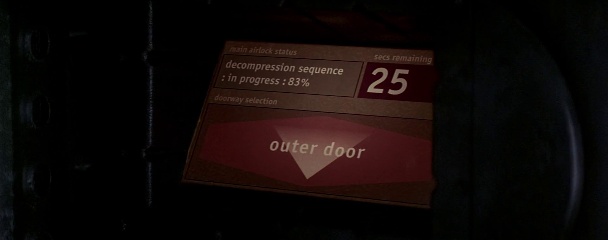 main airlock status
secs remaining
decompression sequence
: in progress : 83%
25
doorway selection
outer door